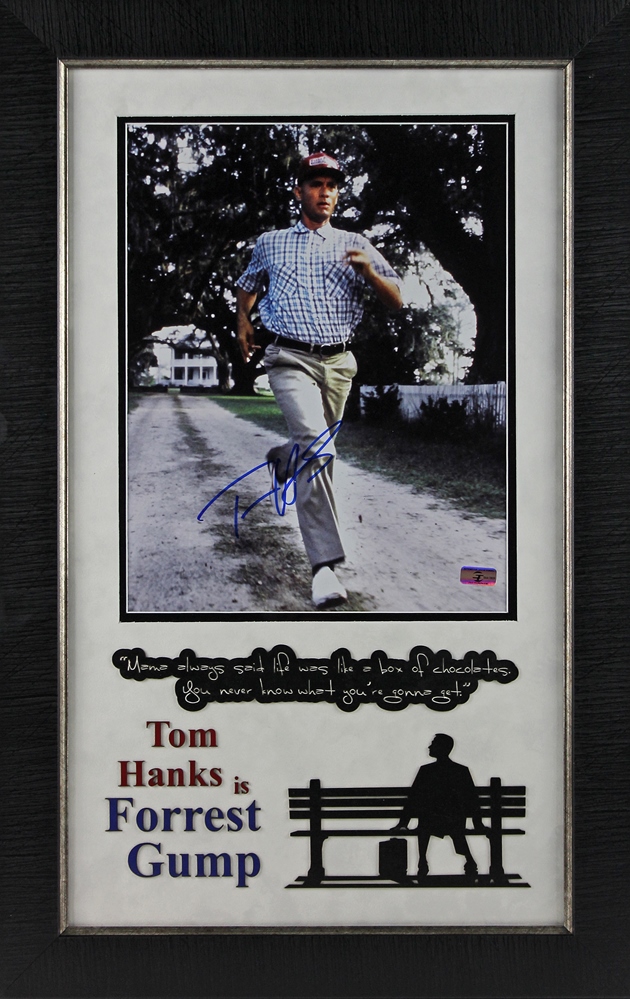 "Mama always said life was like a box of chocolates.
You never know what you're gonna get."
Tom
Hanks is
Forrest
Gump